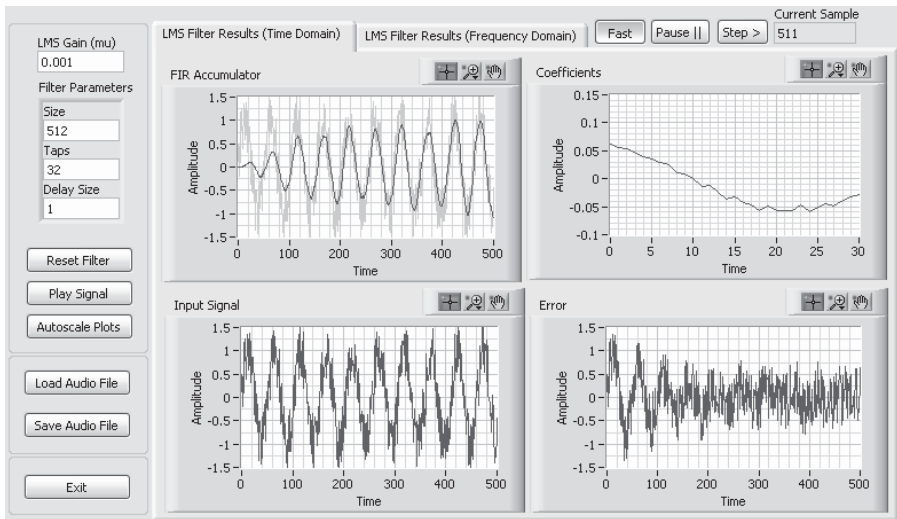 LMS Gain (mu)
0.001
Filter Parameters
Size
512
Taps
32
Delay Size
1
Reset Filter
Play Signal
Autoscale Plots
Load Audio File
Save Audio File
Exit
LMS Filter Results (Time Domain)
LMS Filter Results (Frequency Domain)
Fast
Pause ||
Step >
Current Sample
511
FIR Accumulator
Amplitude
1.5
1
0.5
0
-0.5
-1
-1.5
0 100 200 300 400 500
Time
Coefficients
Amplitude
0.15
0.1
0.05
0
-0.05
-0.1
0 5 10 15 20 25 30
Time
Input Signal
Amplitude
1.5
1
0.5
0
-0.5
-1
-1.5
0 100 200 300 400 500
Time
Error
Amplitude
1.5
1
0.5
0
-0.5
-1
-1.5
0 100 200 300 400 500
Time